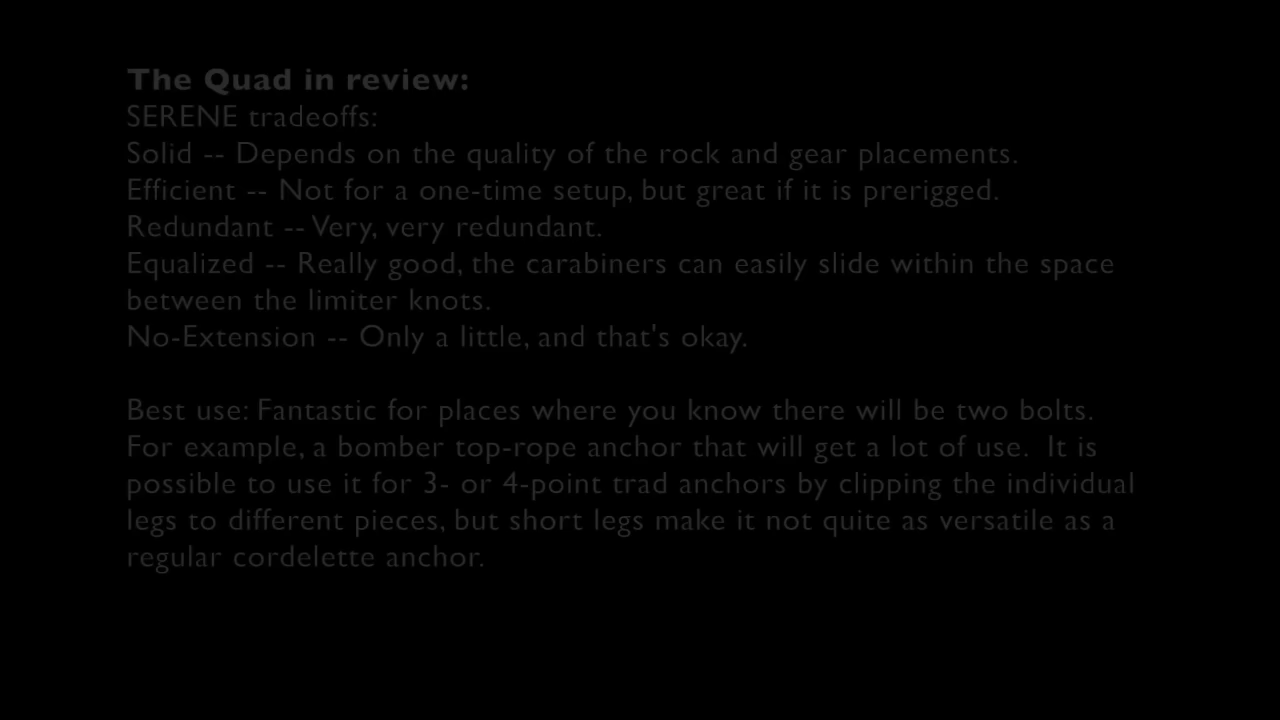 The Quad in review:
SERENE tradeoffs:
Solid -- Depends on the quality of the rock and gear placements.
Efficient -- Not for a one-time setup, but great if it is prerigged.
Redundant -- Very, very redundant.
Equalized -- Really good, the carabiners can easily slide within the space
between the limiter knots.
No-Extension -- Only a little, and that's okay.
Best use: Fantastic for places where you know there will be two bolts.
For example, a bomber top-rope anchor that will get a lot of use.  It is
possible to use it for 3- or 4-point trad anchors by clipping the individual
legs to different pieces, but short legs make it not quite as versatile as a
regular cordelette anchor.